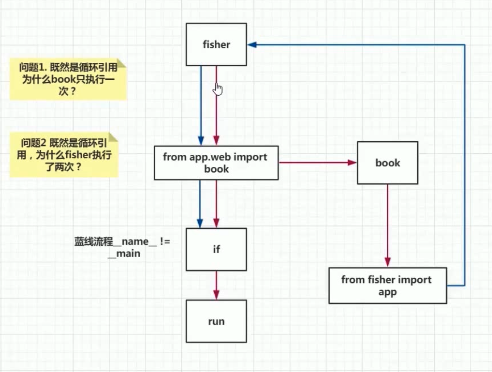 fisher
问题1. 既然是循环引用
为什么book只执行一
次？
问题2 既然是循环引
用，为什么fisher执行
了两次？
from app.web import
book
book
蓝线流程__name__ !=
__main
if
from fisher import
app
run